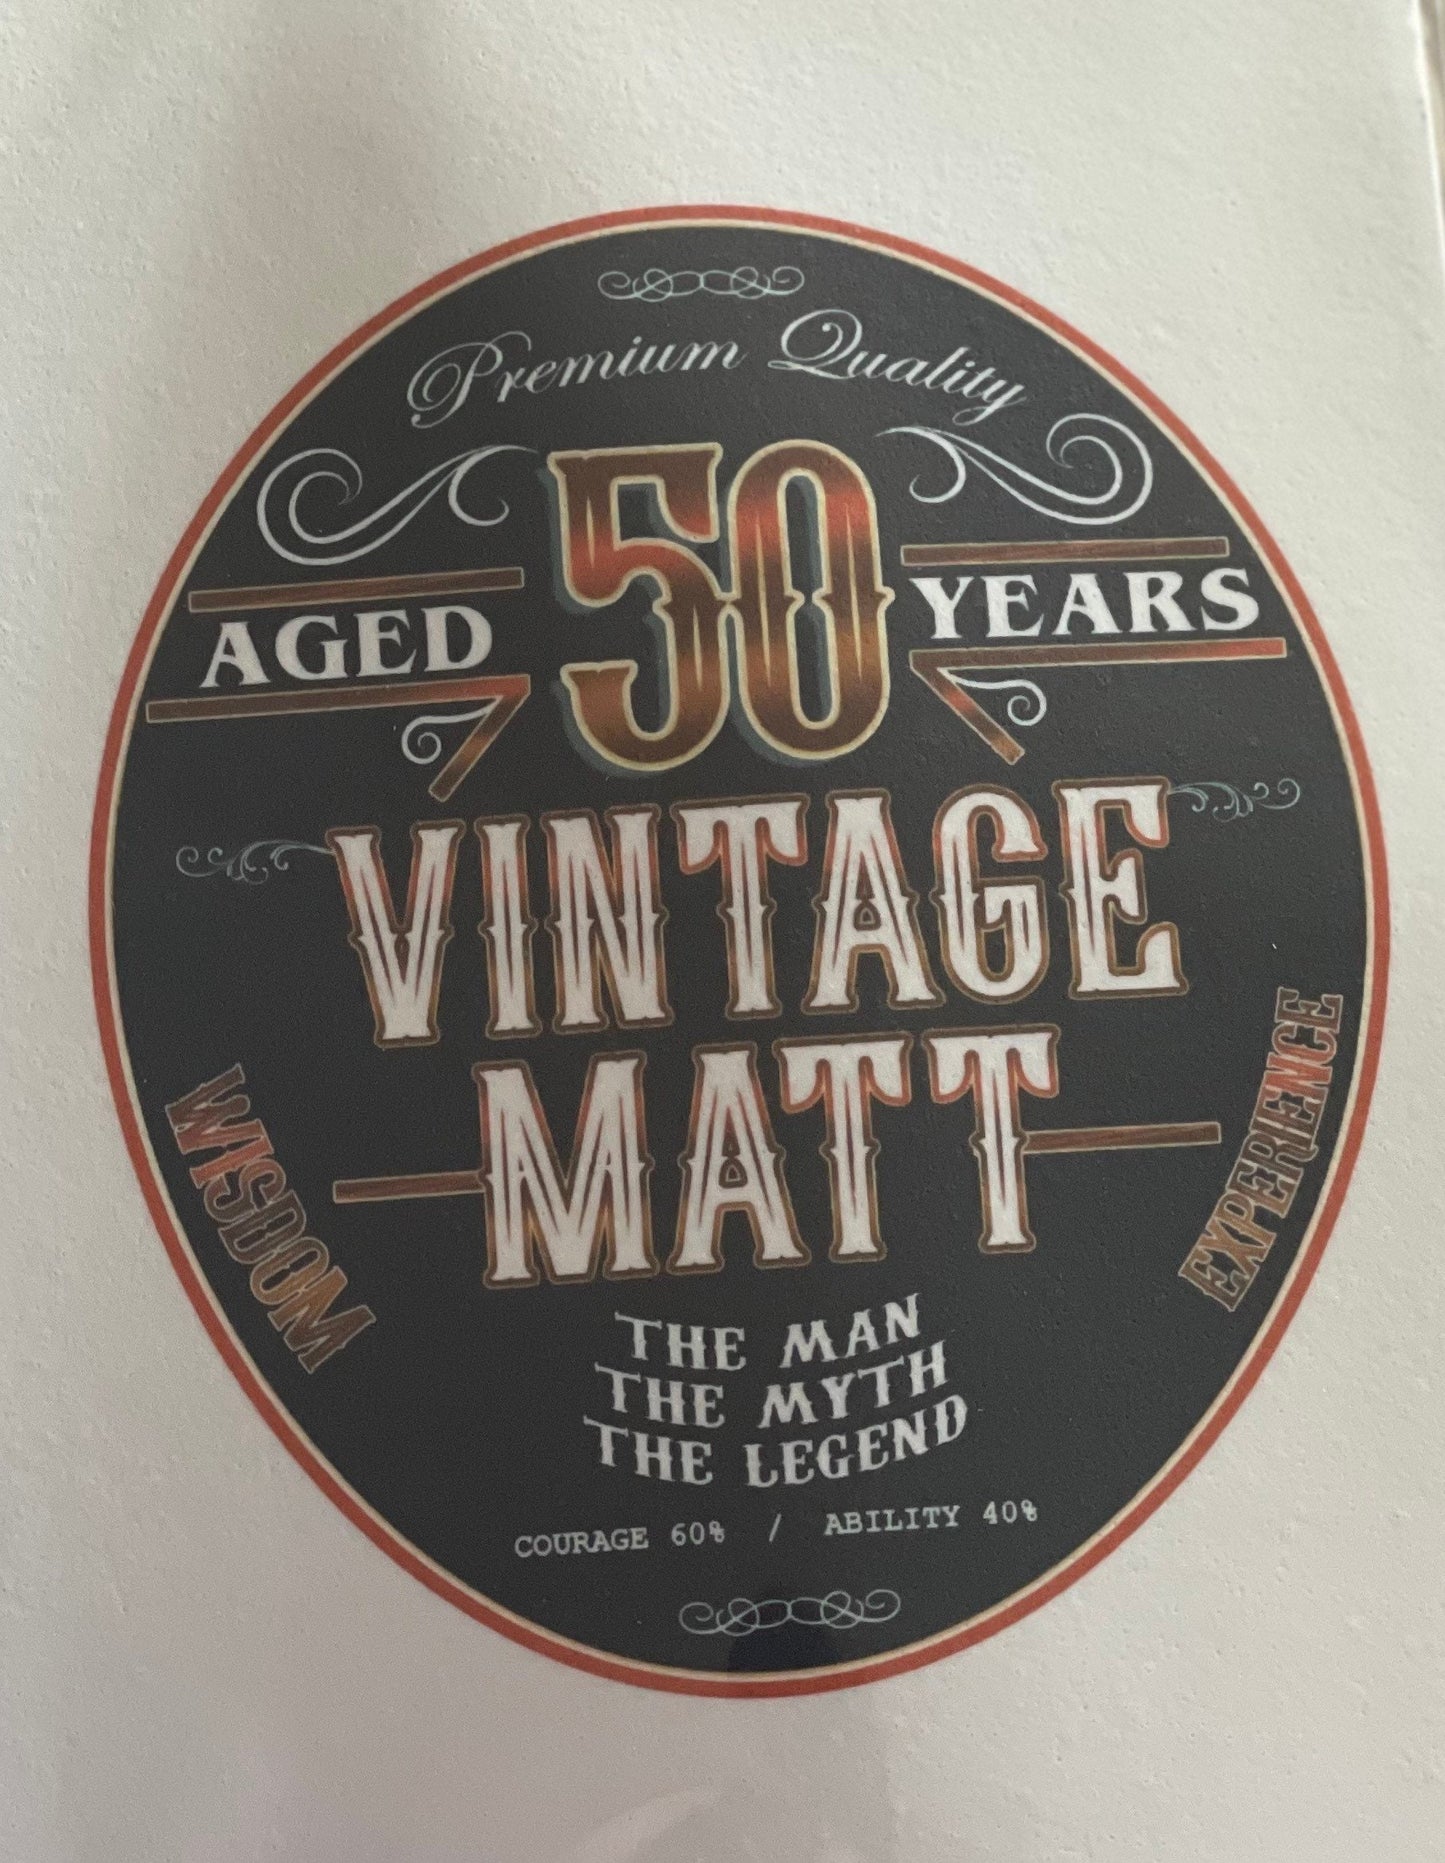 Premium Quality
AGED 50 YEARS
VINTAGE
MATT
WISDOM
EXPERIENCE
THE MAN
THE MYTH
THE LEGEND
COURAGE 60% / ABILITY 40%